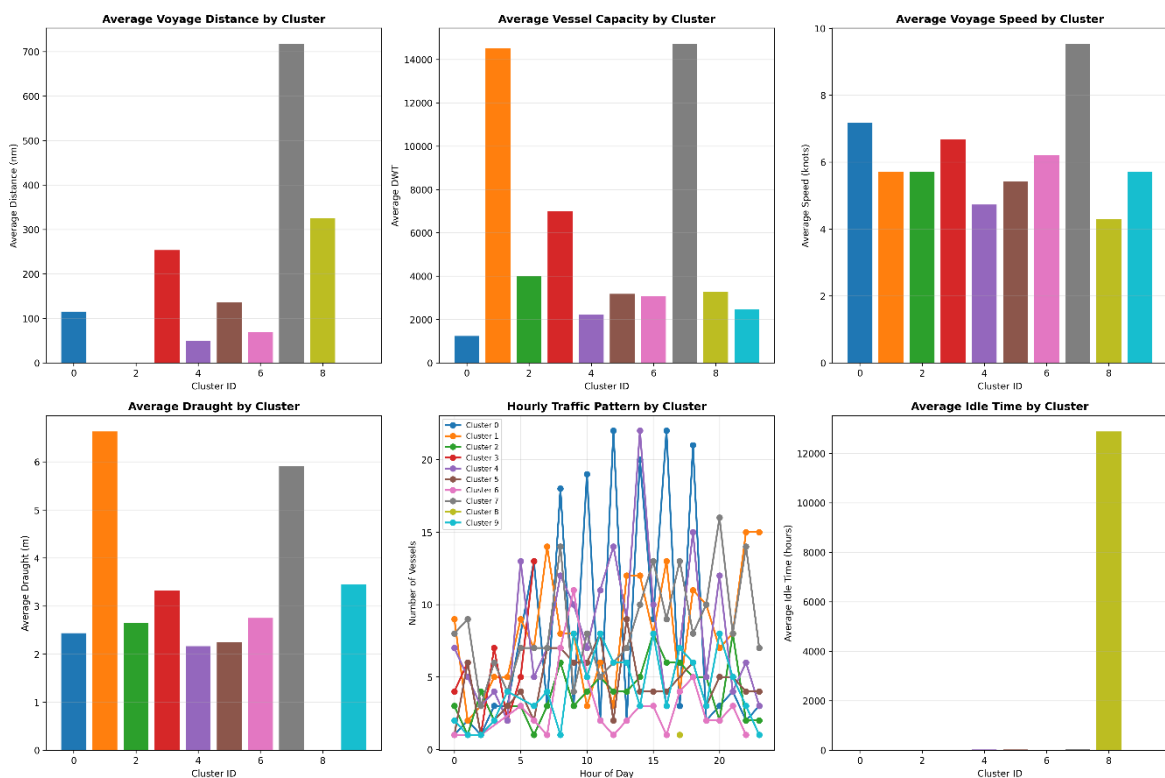 Average Voyage Distance by Cluster
700
600
500
400
300
200
100
0
Average Distance (nm)
0 2 4 6 8
Cluster ID
Average Vessel Capacity by Cluster
14000
12000
10000
8000
6000
4000
2000
0
Average DWT
0 2 4 6 8
Cluster ID
Average Voyage Speed by Cluster
10
8
6
4
2
0
Average Speed (knots)
0 2 4 6 8
Cluster ID
Average Draught by Cluster
6
5
4
3
2
1
0
Average Draught (m)
0 2 4 6 8
Cluster ID
Hourly Traffic Pattern by Cluster
Cluster 0
Cluster 1
Cluster 2
Cluster 3
Cluster 4
Cluster 5
Cluster 6
Cluster 7
Cluster 8
Cluster 9
20
15
10
5
0
Number of Vessels
0 5 10 15 20
Hour of Day
Average Idle Time by Cluster
12000
10000
8000
6000
4000
2000
0
Average Idle Time (hours)
0 2 4 6 8
Cluster ID